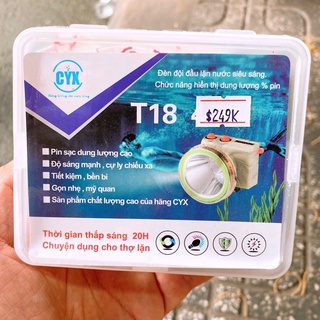 CYX
Đèn đội đầu lặn nước siêu sáng
Chức năng hiển thị dung lượng % pin
T18
$249K
Pin sạc dung lượng cao
Độ sáng mạnh , cự ly chiếu xa
Tiết kiệm , bền bỉ
Gọn nhẹ , mỹ quan
Sản phẩm chất lượng cao của hãng CYX
Thời gian thắp sáng 20H
Chuyện dụng cho thợ lặn